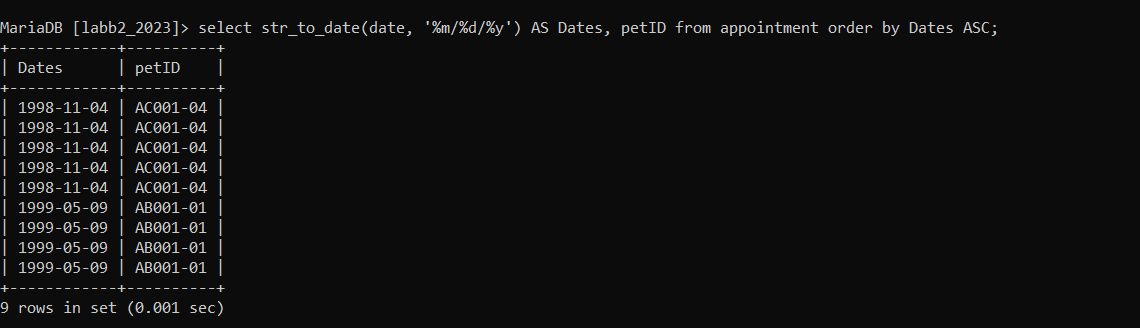 MariaDB [labb2_2023]> select str_to_date(date, '%m/%d/%y') AS Dates, petID from appointment order by Dates ASC;
+------------+----------+
| Dates      | petID    |
+------------+----------+
| 1998-11-04 | AC001-04 |
| 1998-11-04 | AC001-04 |
| 1998-11-04 | AC001-04 |
| 1998-11-04 | AC001-04 |
| 1998-11-04 | AC001-04 |
| 1999-05-09 | AB001-01 |
| 1999-05-09 | AB001-01 |
| 1999-05-09 | AB001-01 |
| 1999-05-09 | AB001-01 |
+------------+----------+
9 rows in set (0.001 sec)